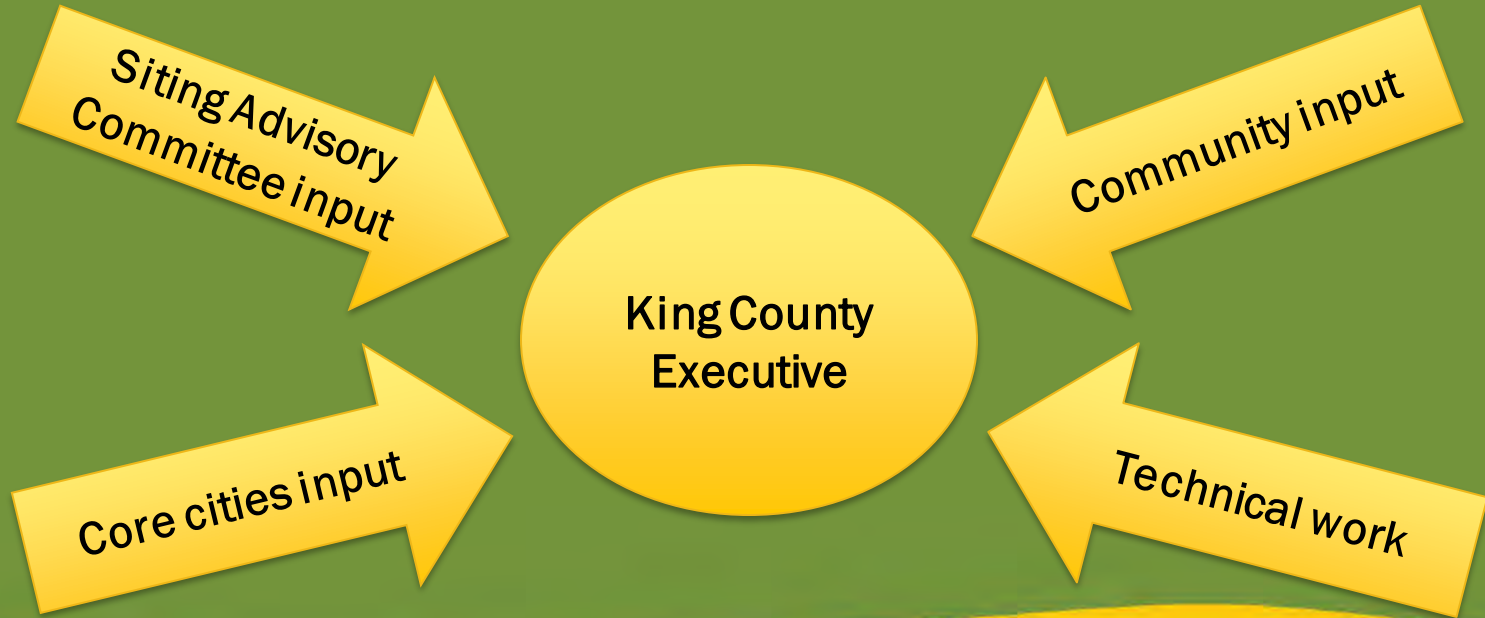 Siting Advisory
Committee input
Community input
King County
Executive
Core cities input
Technical work